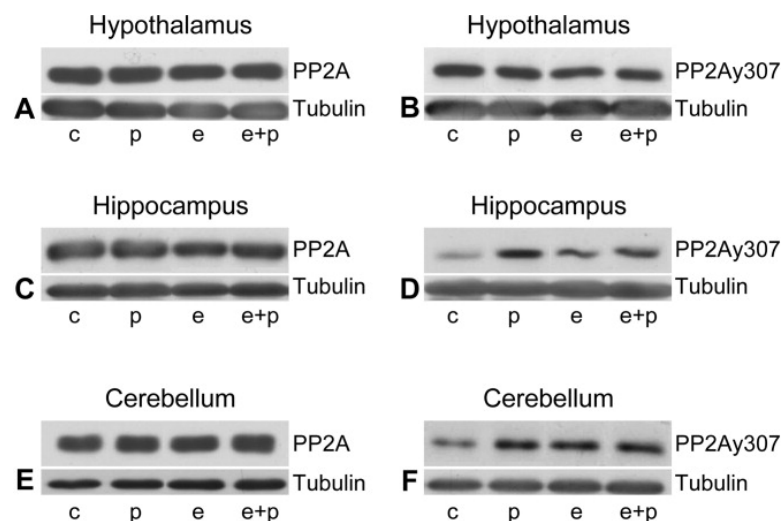 Hypothalamus
PP2A
A Tubulin
c p e e+p
Hypothalamus
PP2Ay307
B Tubulin
c p e e+p
Hippocampus
PP2A
C Tubulin
c p e e+p
Hippocampus
PP2Ay307
D Tubulin
c p e e+p
Cerebellum
PP2A
E Tubulin
c p e e+p
Cerebellum
PP2Ay307
F Tubulin
c p e e+p